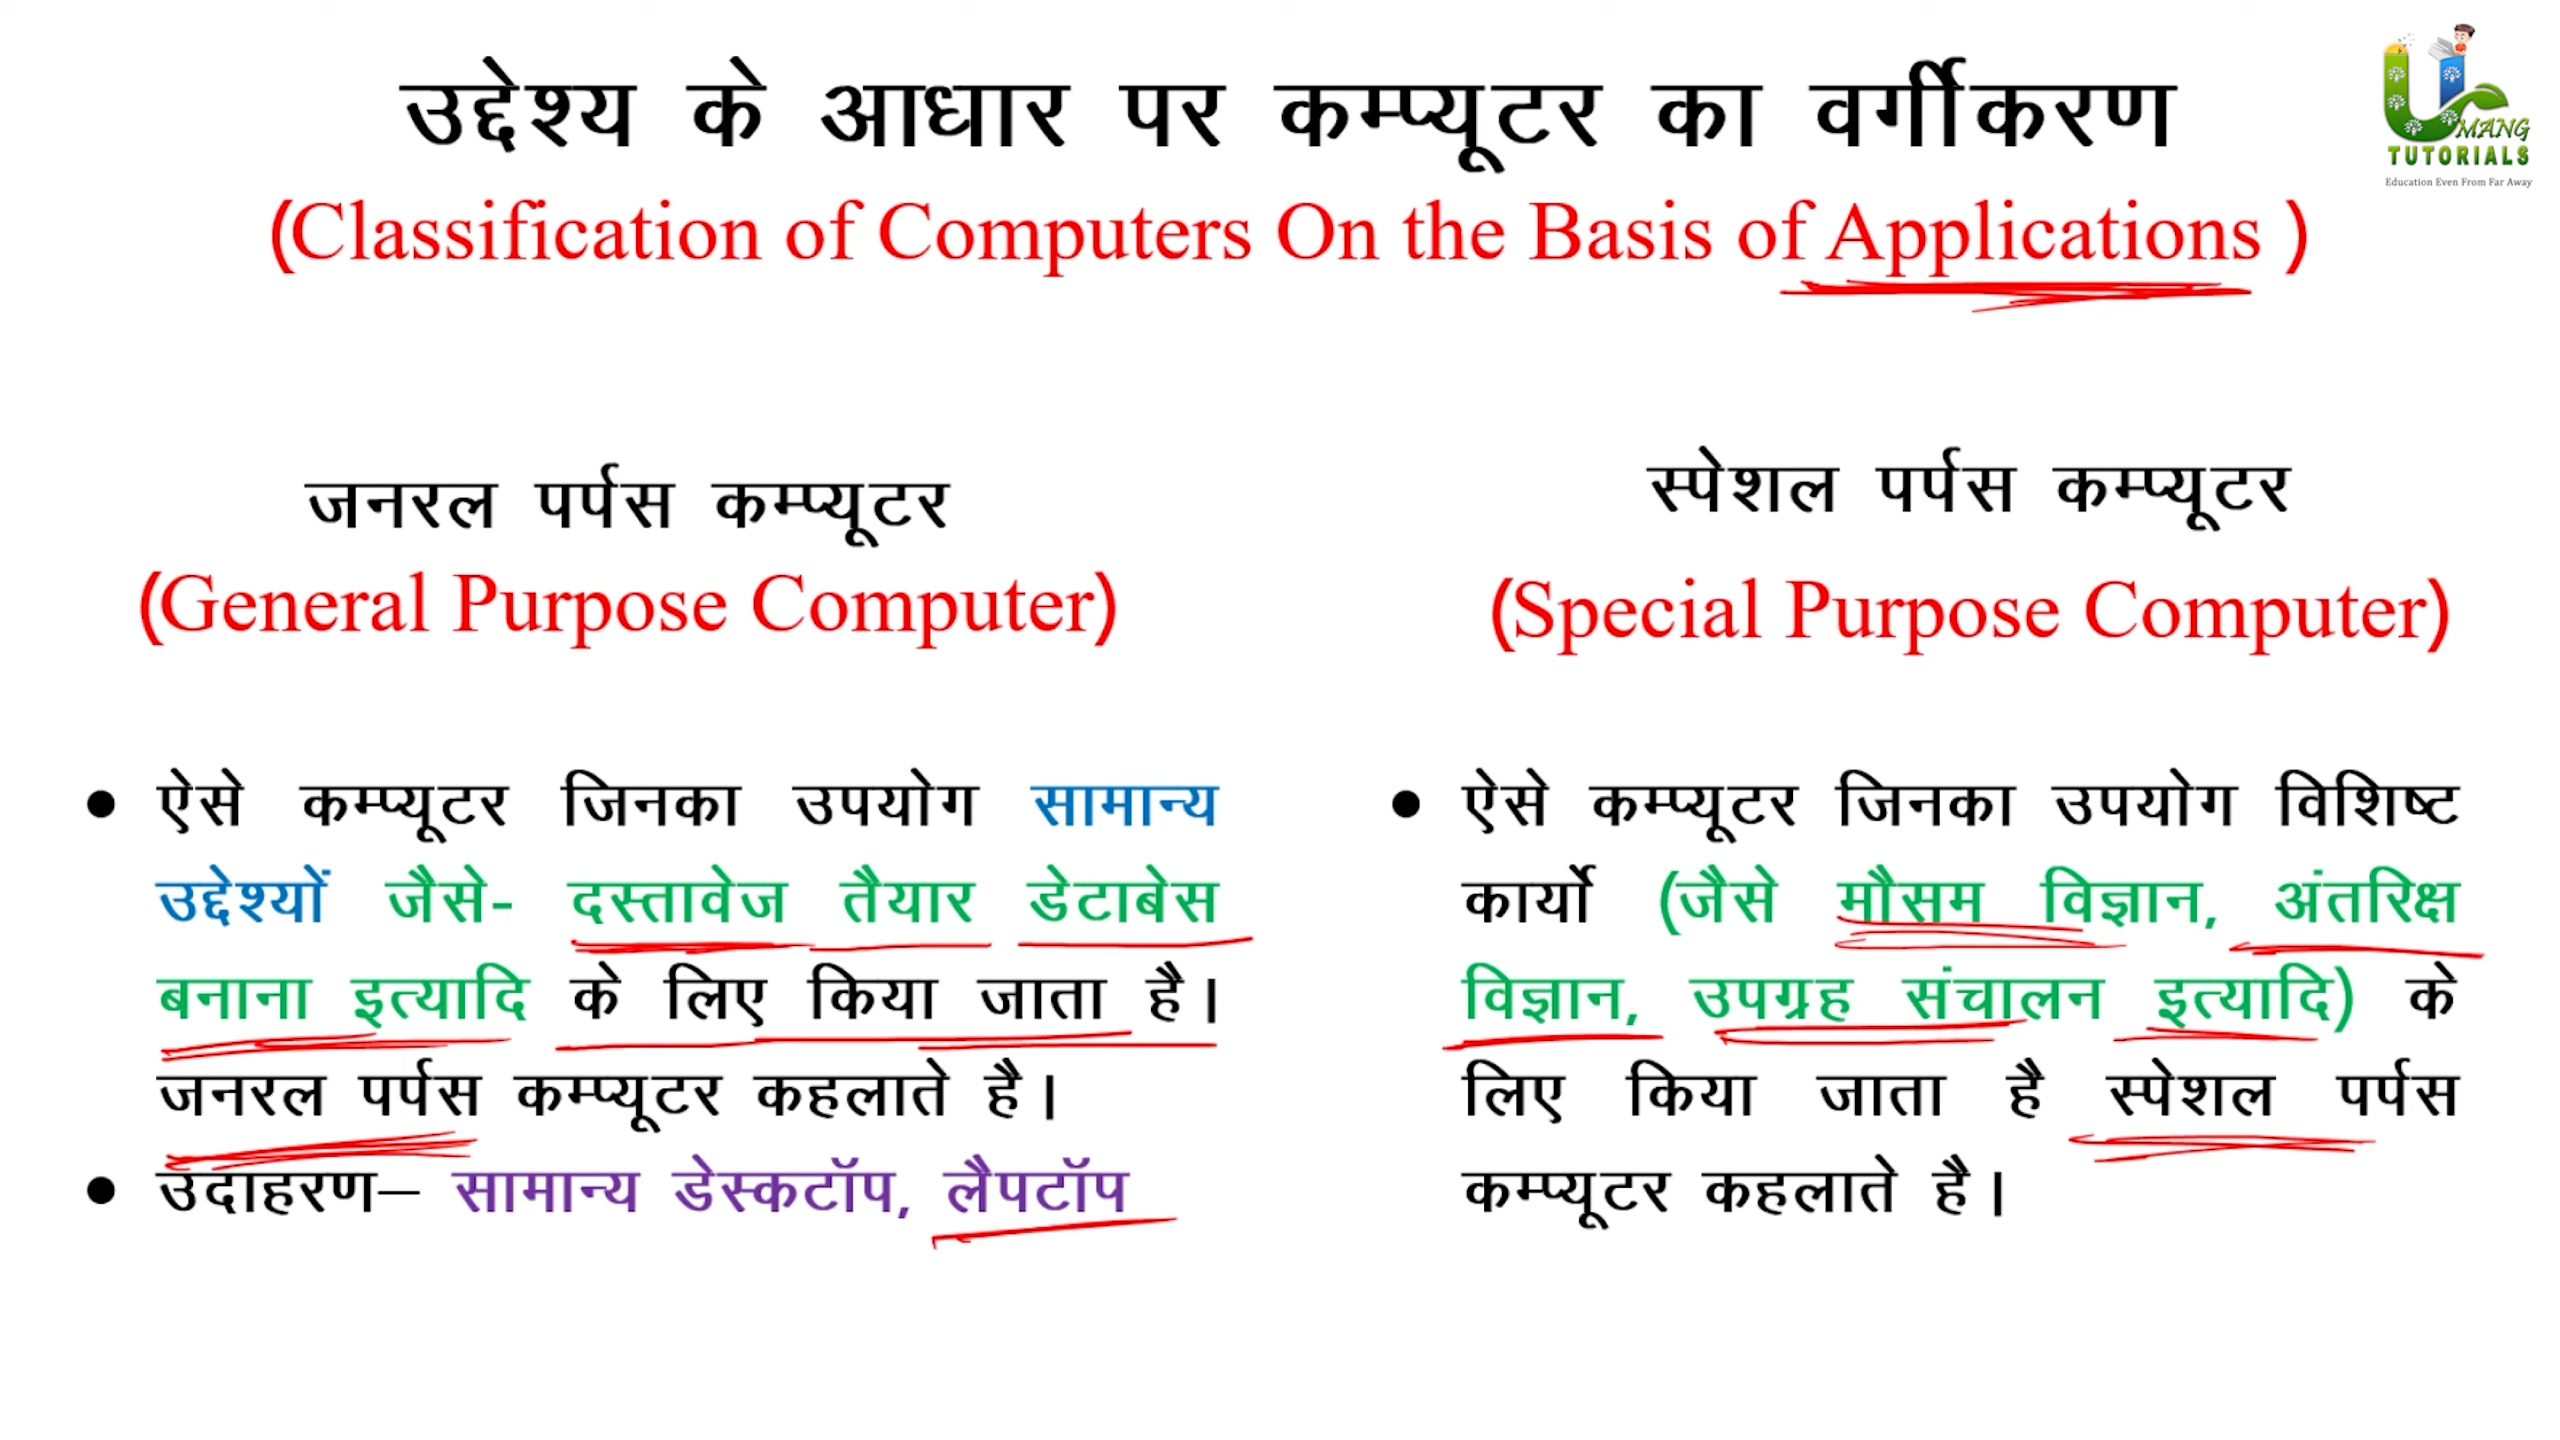 उद्देश्य के आधार पर कम्प्यूटर का वर्गीकरण
(Classification of Computers On the Basis of Applications )
UMANG
TUTORIALS
Education Even From Far Away
जनरल पर्पस कम्प्यूटर
(General Purpose Computer)
• ऐसे कम्प्यूटर जिनका उपयोग सामान्य
उद्देश्यों जैसे- दस्तावेज तैयार डेटाबेस
बनाना इत्यादि के लिए किया जाता है।
जनरल पर्पस कम्प्यूटर कहलाते है।
• उदाहरण– सामान्य डेस्कटॉप, लैपटॉप
स्पेशल पर्पस कम्प्यूटर
(Special Purpose Computer)
• ऐसे कम्प्यूटर जिनका उपयोग विशिष्ट
कार्यो (जैसे मौसम विज्ञान, अंतरिक्ष
विज्ञान, उपग्रह संचालन इत्यादि) के
लिए किया जाता है स्पेशल पर्पस
कम्प्यूटर कहलाते है।